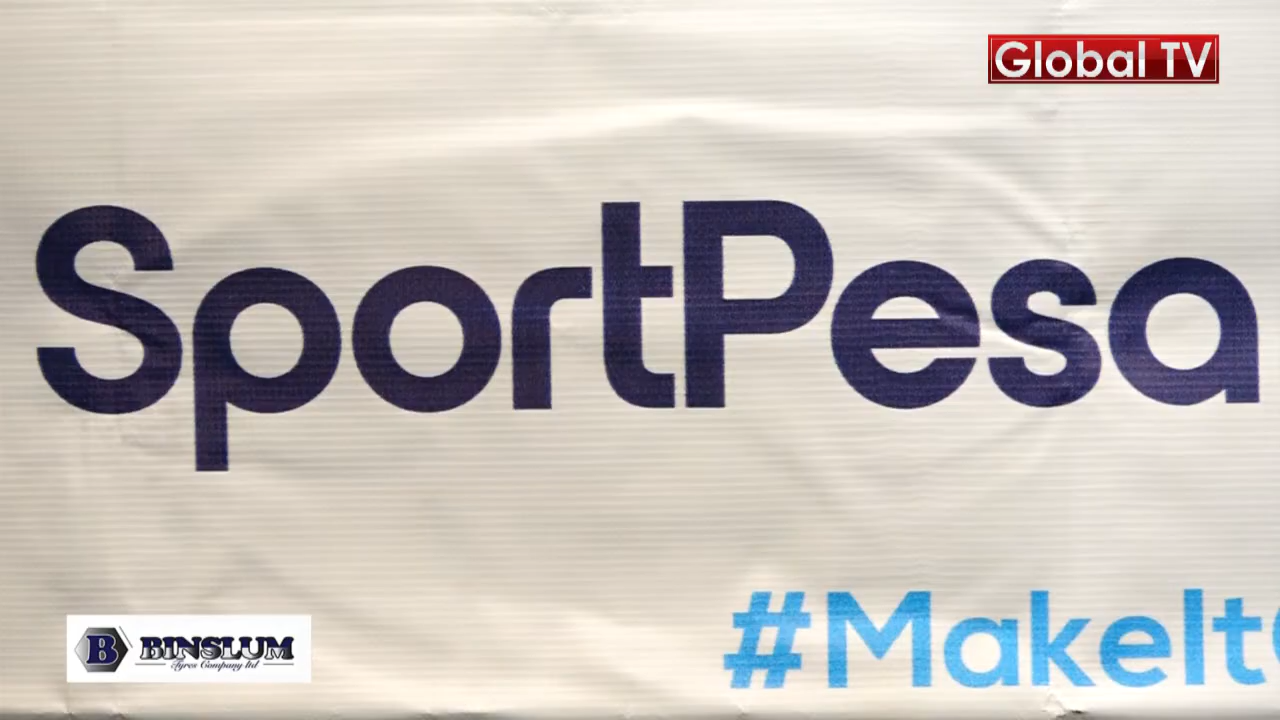 Global TV
SportPesa
#MakeIt
B BINSLUM
Tyres Company ltd